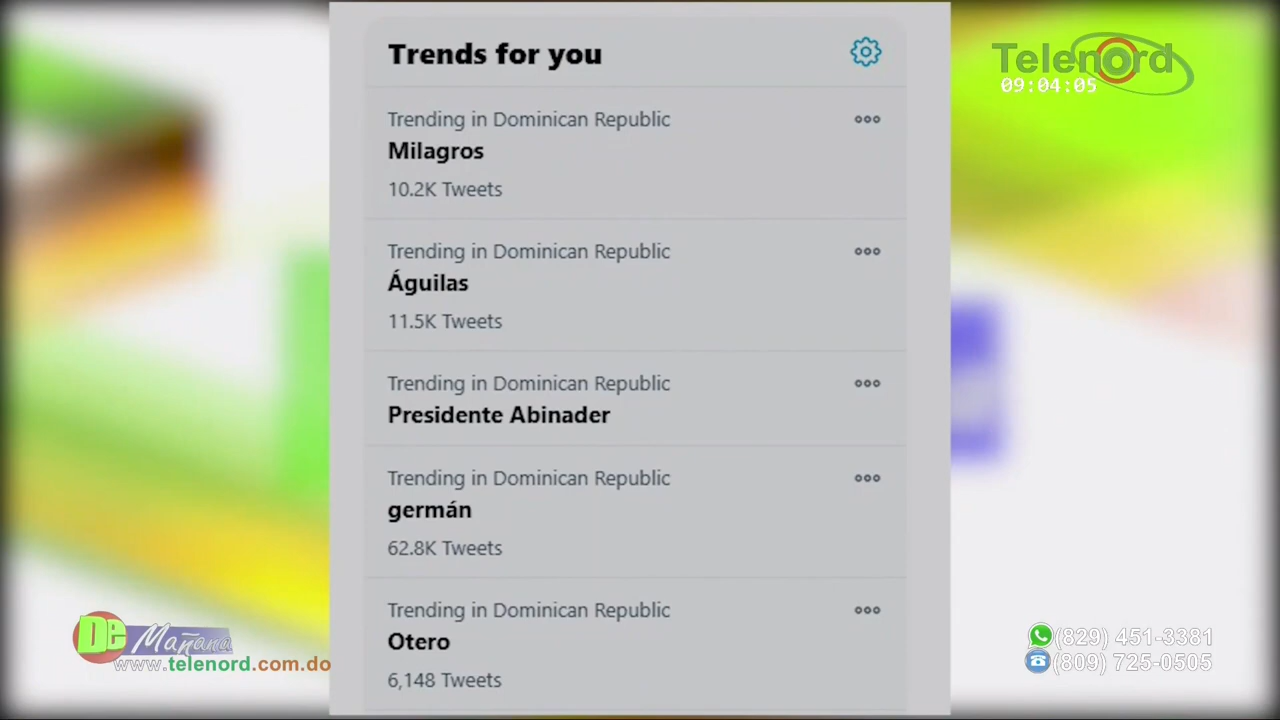 Trends for you
Telenord
09:04:05
Trending in Dominican Republic
Milagros
10.2K Tweets
Trending in Dominican Republic
Águilas
11.5K Tweets
Trending in Dominican Republic
Presidente Abinader
Trending in Dominican Republic
germán
62.8K Tweets
Trending in Dominican Republic
Otero
6,148 Tweets
De Mañana
www.telenord.com.do
(829) 451-3381
(809) 725-0505